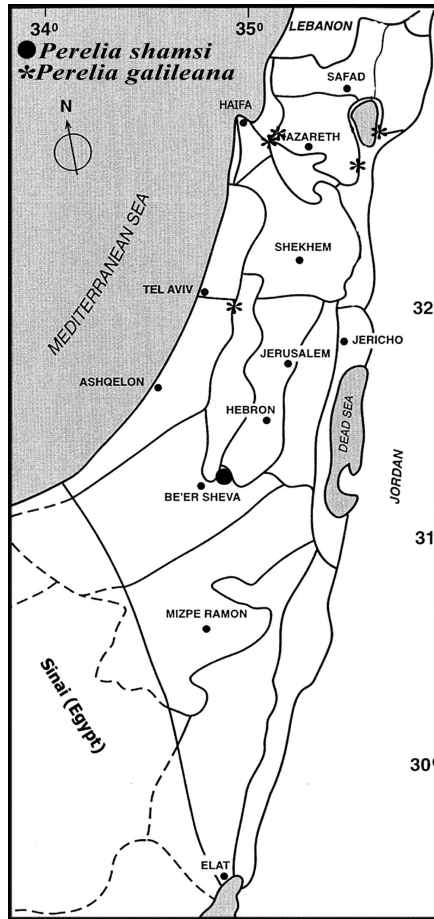 34⁰ 35⁰
LEBANON
● Perelia shamsi
*Perelia galileana
SAFAD
HAIFA
N
NAZARETH
MEDITERRANEAN SEA
SHEKHEM
TEL AVIV
32
JERICHO
JERUSALEM
ASHQELON
HEBRON
DEAD SEA
JORDAN
BE'ER SHEVA
31
MIZPE RAMON
Sinai (Egypt)
30⁰
ELAT